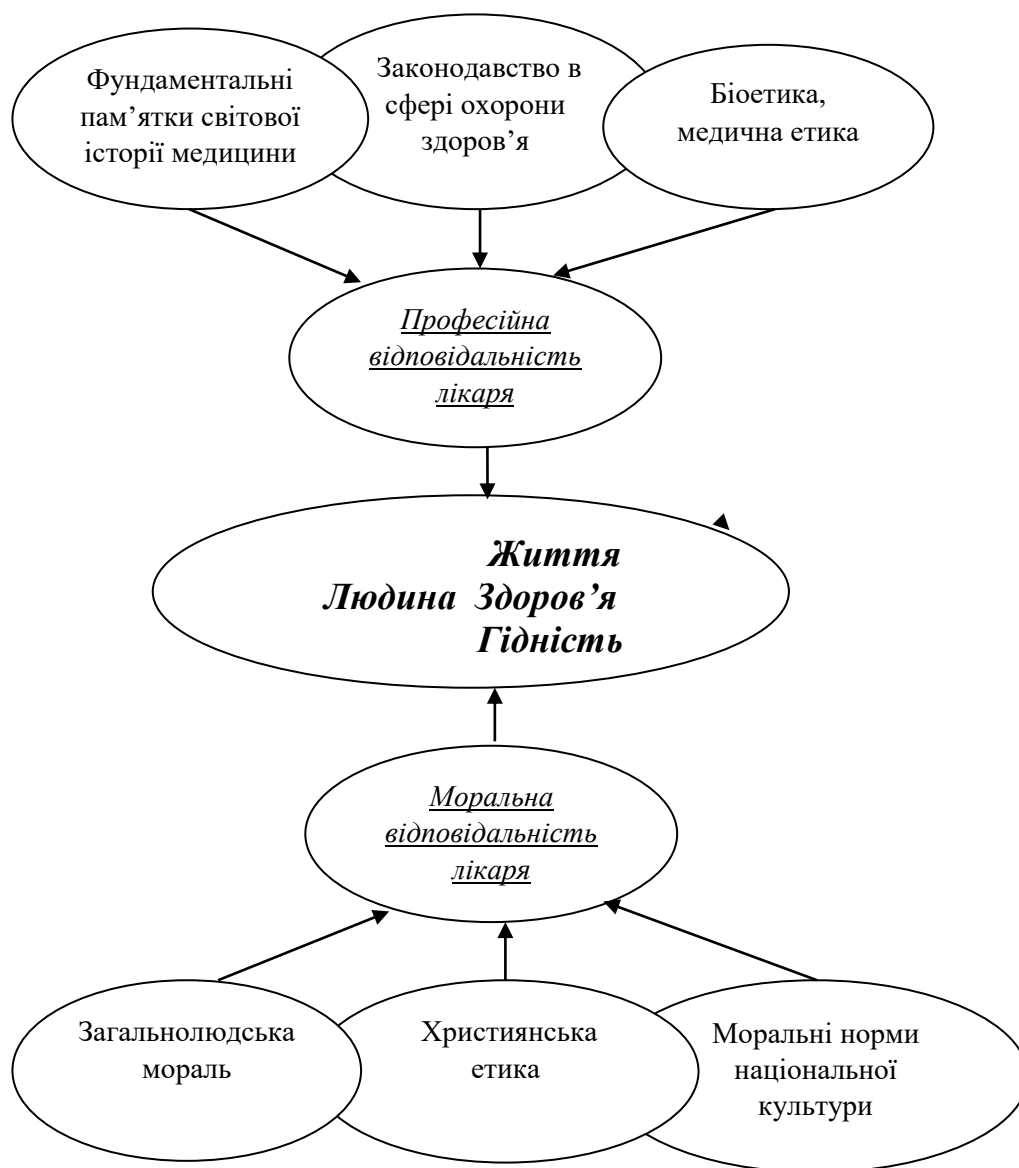 Фундаментальні
пам’ятки світової
історії медицини
Законодавство в
сфері охорони
здоров’я
Біоетика,
медична етика
Професійна
відповідальність
лікаря
Життя
Людина Здоров’я
Гідність
Моральна
відповідальність
лікаря
Загальнолюдська
мораль
Християнська
етика
Моральні норми
національної
культури